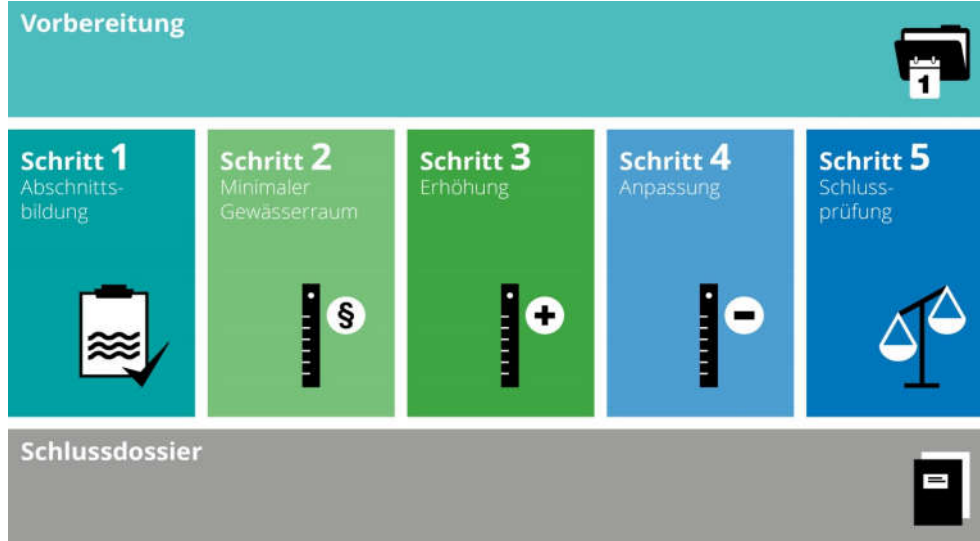 Vorbereitung
1
Schritt 1
Abschnitts-
bildung
Schritt 2
Minimaler
Gewässerraum
§
Schritt 3
Erhöhung
+
Schritt 4
Anpassung
-
Schritt 5
Schluss-
prüfung
Schlussdossier